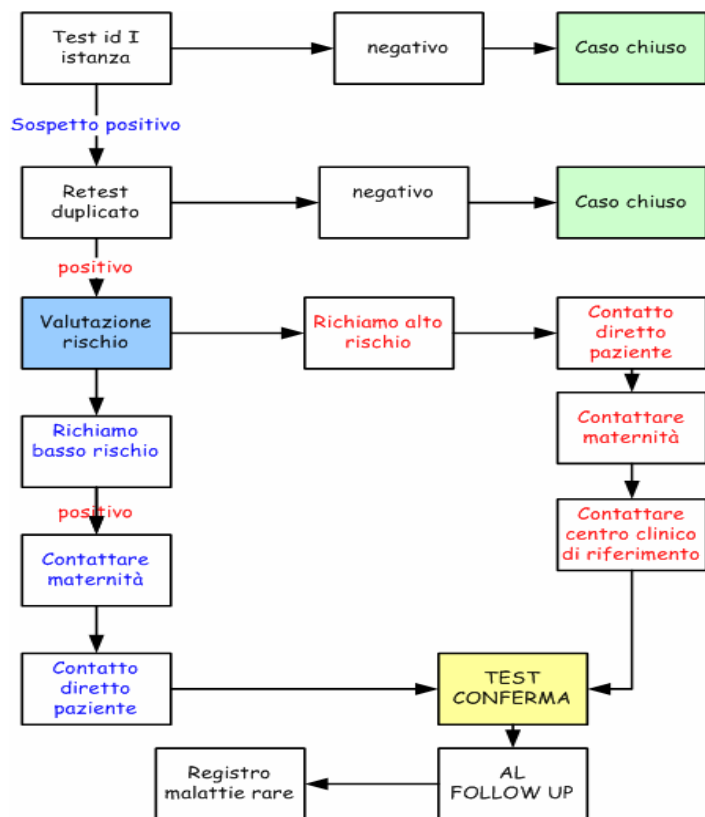 Test id I
istanza
negativo
Caso chiuso
Sospetto positivo
Retest
duplicato
negativo
Caso chiuso
positivo
Valutazione
rischio
Richiamo alto
rischio
Contatto
diretto
paziente
Richiamo
basso rischio
Contattare
maternità
positivo
Contattare
centro clinico
di riferimento
Contattare
maternità
Contatto
diretto
paziente
TEST
CONFERMA
Registro
malattie rare
AL
FOLLOW UP